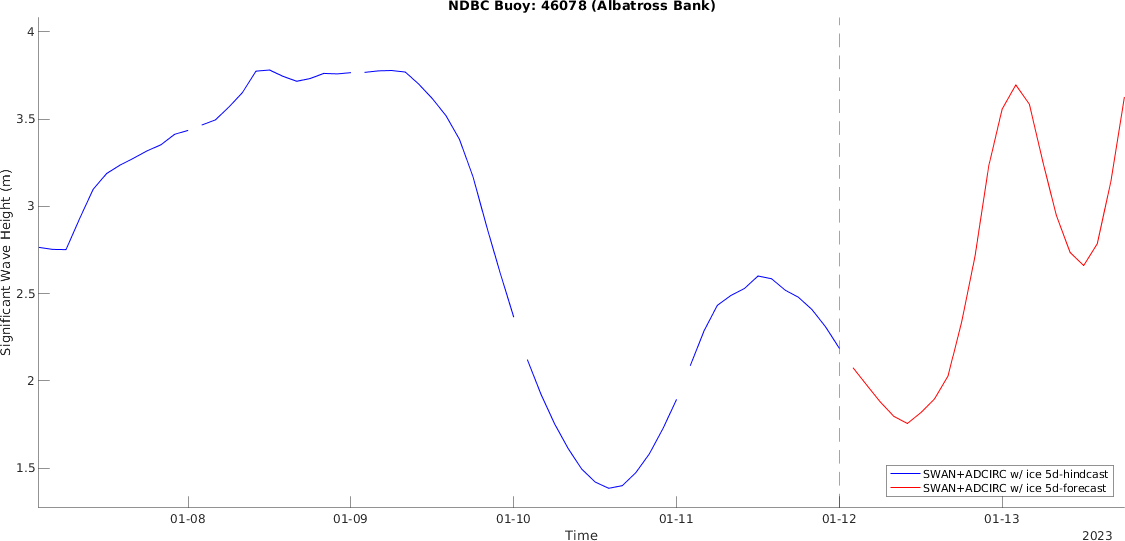 NDBC Buoy: 46078 (Albatross Bank)
4
3.5
3
2.5
2
1.5
Significant Wave Height (m)
01-08
01-09
01-10
01-11
01-12
01-13
Time
2023
SWAN+ADCIRC w/ ice 5d-hindcast
SWAN+ADCIRC w/ ice 5d-forecast